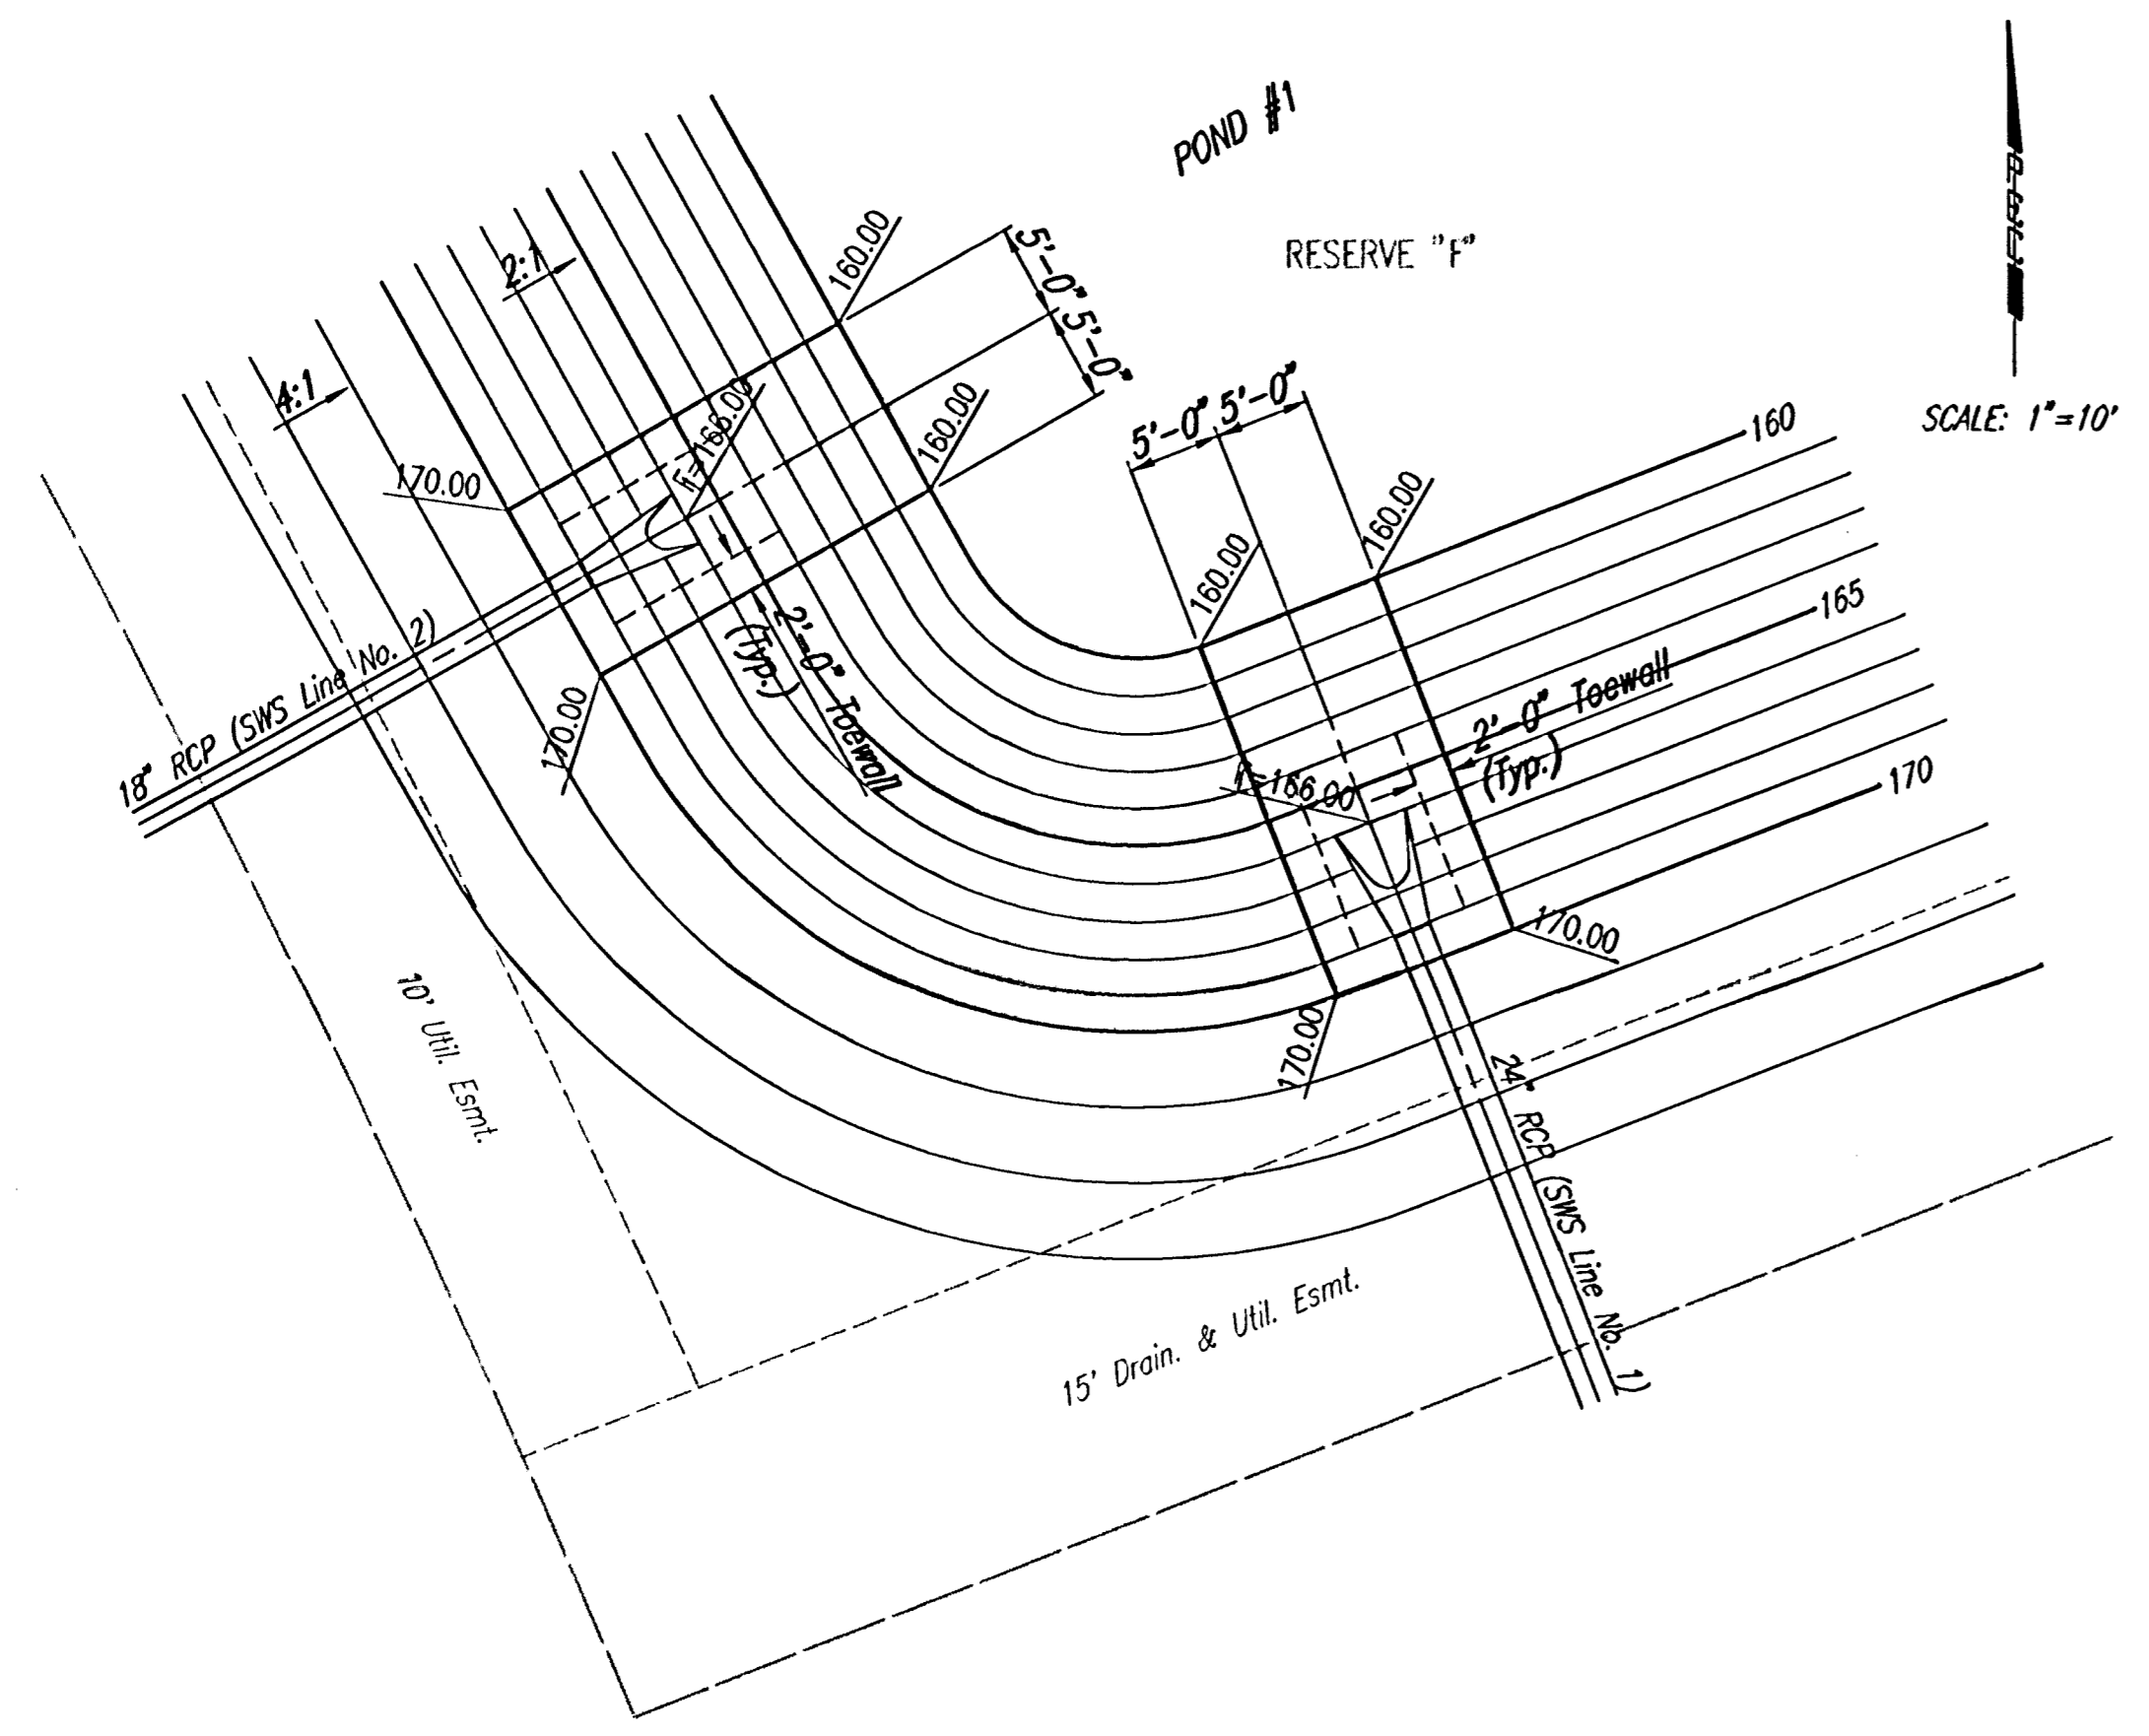 POND #1
RESERVE "F"
SCALE: 1"=10'
2:1
4:1
160.00
5'-0"
5'-0"
170.00
160.00
5'-0"
5'-0"
160
160.00
160.00
165
18" RCP (SWS Line No. 2)
170.00
2'-0" Toewall
(Typ.)
2'-0" Toewall
(Typ.)
170
170.00
170.00
10' Util. Esmt.
24" RCP (SWS Line No. 1)
15' Drain. & Util. Esmt.